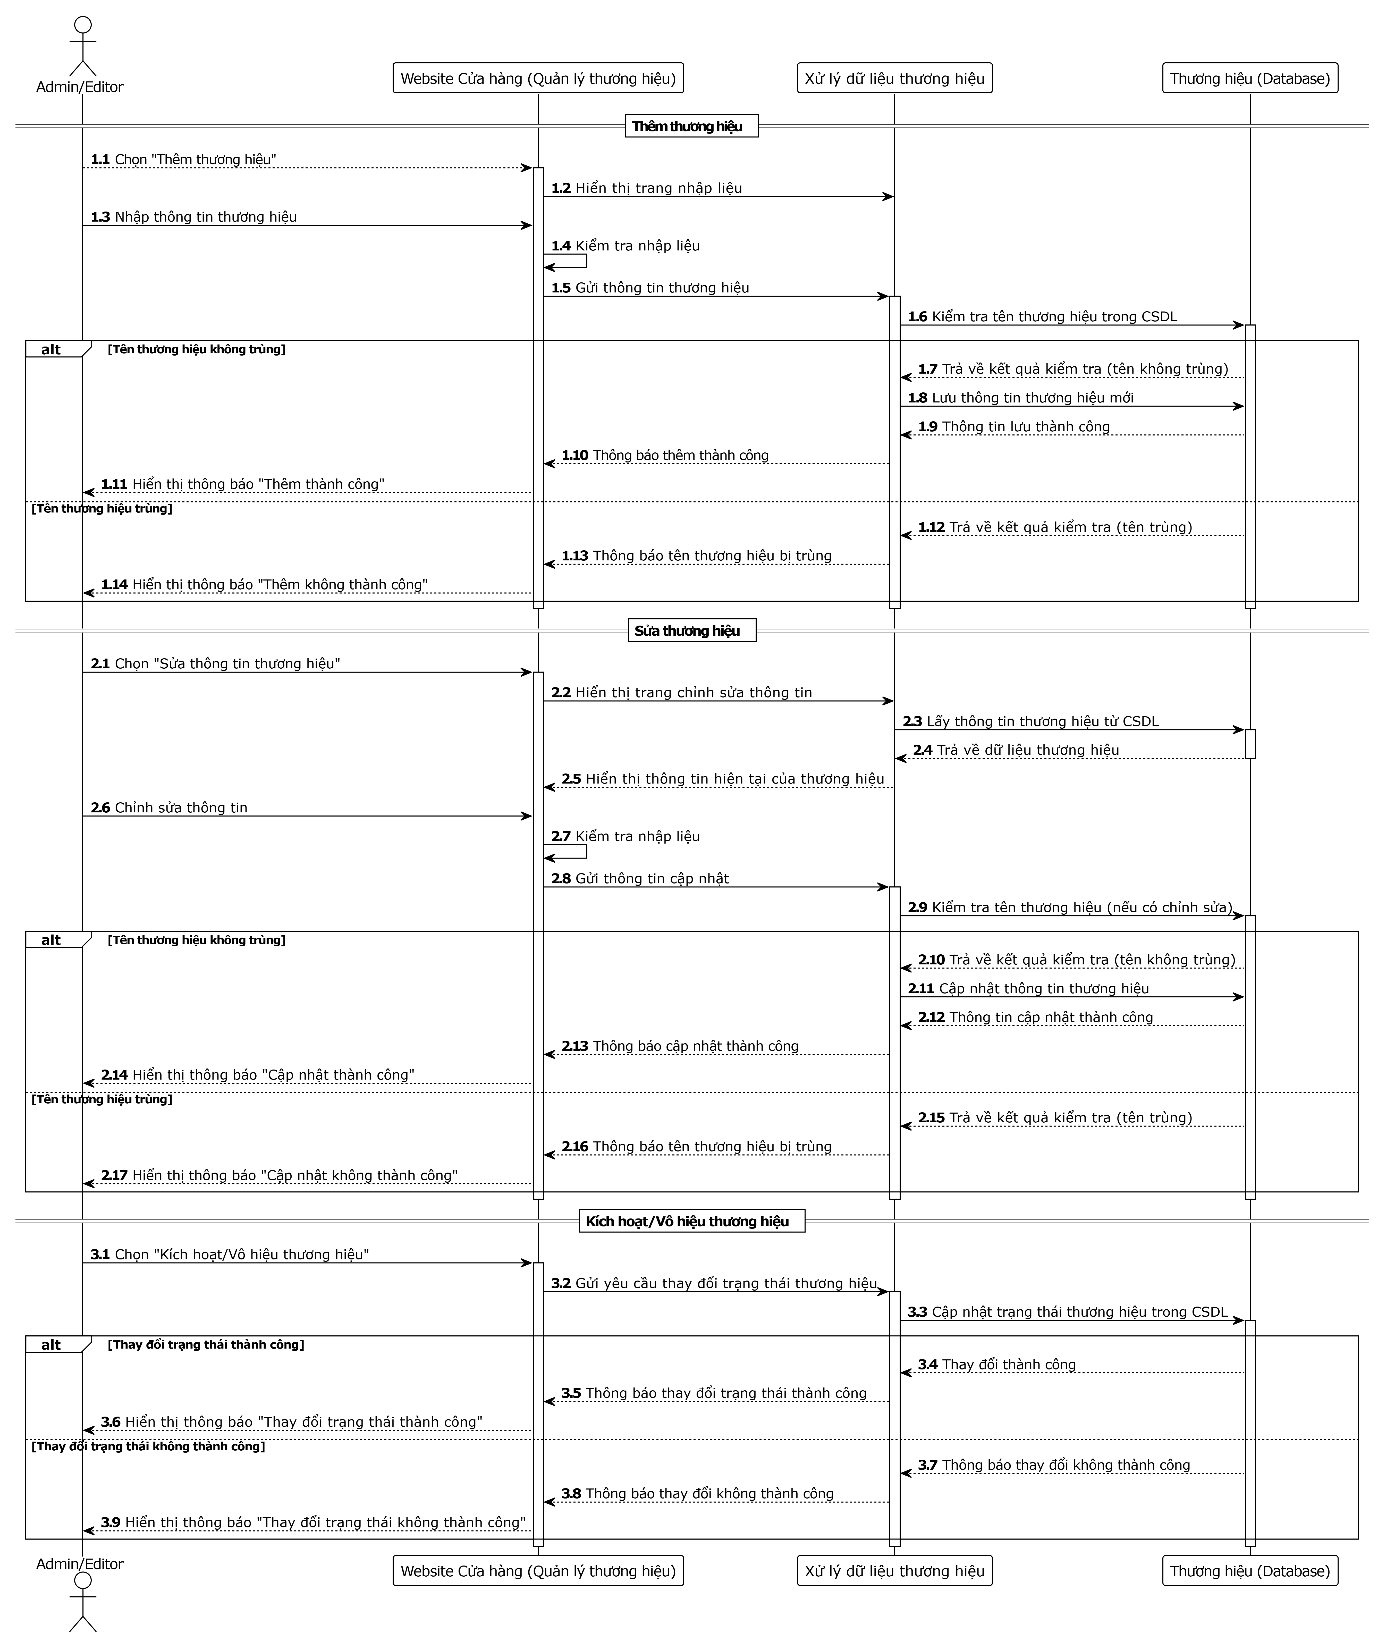 Admin/Editor
Website Cửa hàng (Quản lý thương hiệu)
Xử lý dữ liệu thương hiệu
Thương hiệu (Database)
Thêm thương hiệu
1.1 Chọn "Thêm thương hiệu"
1.2 Hiển thị trang nhập liệu
1.3 Nhập thông tin thương hiệu
1.4 Kiểm tra nhập liệu
1.5 Gửi thông tin thương hiệu
1.6 Kiểm tra tên thương hiệu trong CSDL
alt [Tên thương hiệu không trùng]
1.7 Trả về kết quả kiểm tra (tên không trùng)
1.8 Lưu thông tin thương hiệu mới
1.9 Thông tin lưu thành công
1.10 Thông báo thêm thành công
1.11 Hiển thị thông báo "Thêm thành công"
[Tên thương hiệu trùng]
1.12 Trả về kết quả kiểm tra (tên trùng)
1.13 Thông báo tên thương hiệu bị trùng
1.14 Hiển thị thông báo "Thêm không thành công"
Sửa thương hiệu
2.1 Chọn "Sửa thông tin thương hiệu"
2.2 Hiển thị trang chỉnh sửa thông tin
2.3 Lấy thông tin thương hiệu từ CSDL
2.4 Trả về dữ liệu thương hiệu
2.5 Hiển thị thông tin hiện tại của thương hiệu
2.6 Chỉnh sửa thông tin
2.7 Kiểm tra nhập liệu
2.8 Gửi thông tin cập nhật
2.9 Kiểm tra tên thương hiệu (nếu có chỉnh sửa)
alt [Tên thương hiệu không trùng]
2.10 Trả về kết quả kiểm tra (tên không trùng)
2.11 Cập nhật thông tin thương hiệu
2.12 Thông tin cập nhật thành công
2.13 Thông báo cập nhật thành công
2.14 Hiển thị thông báo "Cập nhật thành công"
[Tên thương hiệu trùng]
2.15 Trả về kết quả kiểm tra (tên trùng)
2.16 Thông báo tên thương hiệu bị trùng
2.17 Hiển thị thông báo "Cập nhật không thành công"
Kích hoạt/Vô hiệu thương hiệu
3.1 Chọn "Kích hoạt/Vô hiệu thương hiệu"
3.2 Gửi yêu cầu thay đổi trạng thái thương hiệu
3.3 Cập nhật trạng thái thương hiệu trong CSDL
alt [Thay đổi trạng thái thành công]
3.4 Thay đổi thành công
3.5 Thông báo thay đổi trạng thái thành công
3.6 Hiển thị thông báo "Thay đổi trạng thái thành công"
[Thay đổi trạng thái không thành công]
3.7 Thông báo thay đổi không thành công
3.8 Thông báo thay đổi không thành công
3.9 Hiển thị thông báo "Thay đổi trạng thái không thành công"
Admin/Editor
Website Cửa hàng (Quản lý thương hiệu)
Xử lý dữ liệu thương hiệu
Thương hiệu (Database)